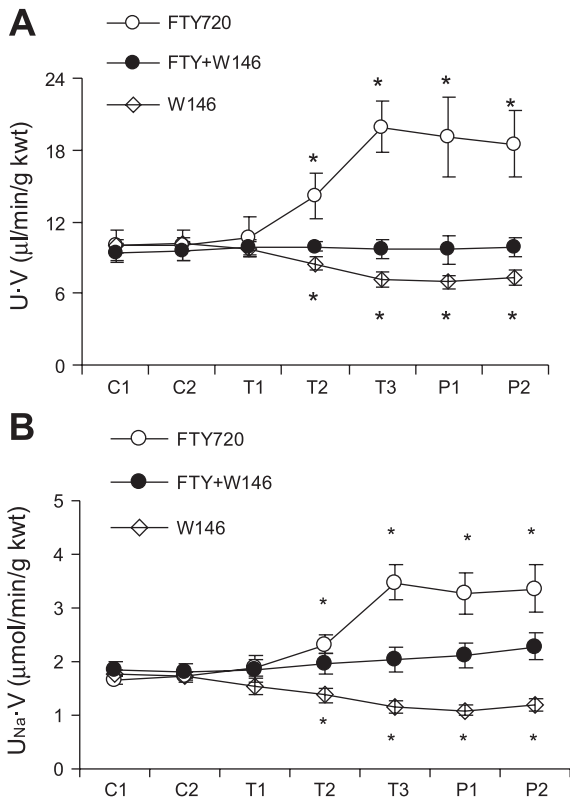 A
FTY720
FTY+W146
W146
24
18
12
6
0
U·V (μl/min/g kwt)
* * * *
* * * *
C1 C2 T1 T2 T3 P1 P2
B
FTY720
FTY+W146
W146
5
4
3
2
1
0
UNa·V (μmol/min/g kwt)
* * * *
* * * *
C1 C2 T1 T2 T3 P1 P2